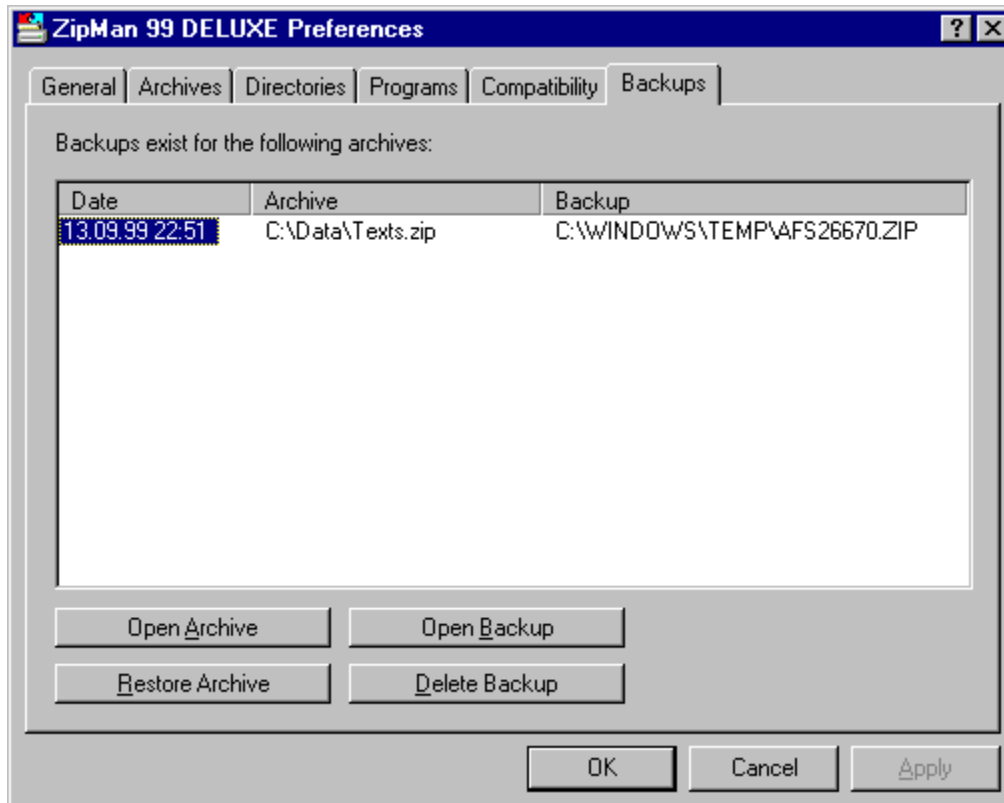 ZipMan 99 DELUXE Preferences
General Archives Directories Programs Compatibility Backups
Backups exist for the following archives:
Date Archive Backup
13.09.99 22:51 C:\Data\Texts.zip C:\WINDOWS\TEMP\AFS26670.ZIP
Open Archive Open Backup
Restore Archive Delete Backup
OK Cancel Apply